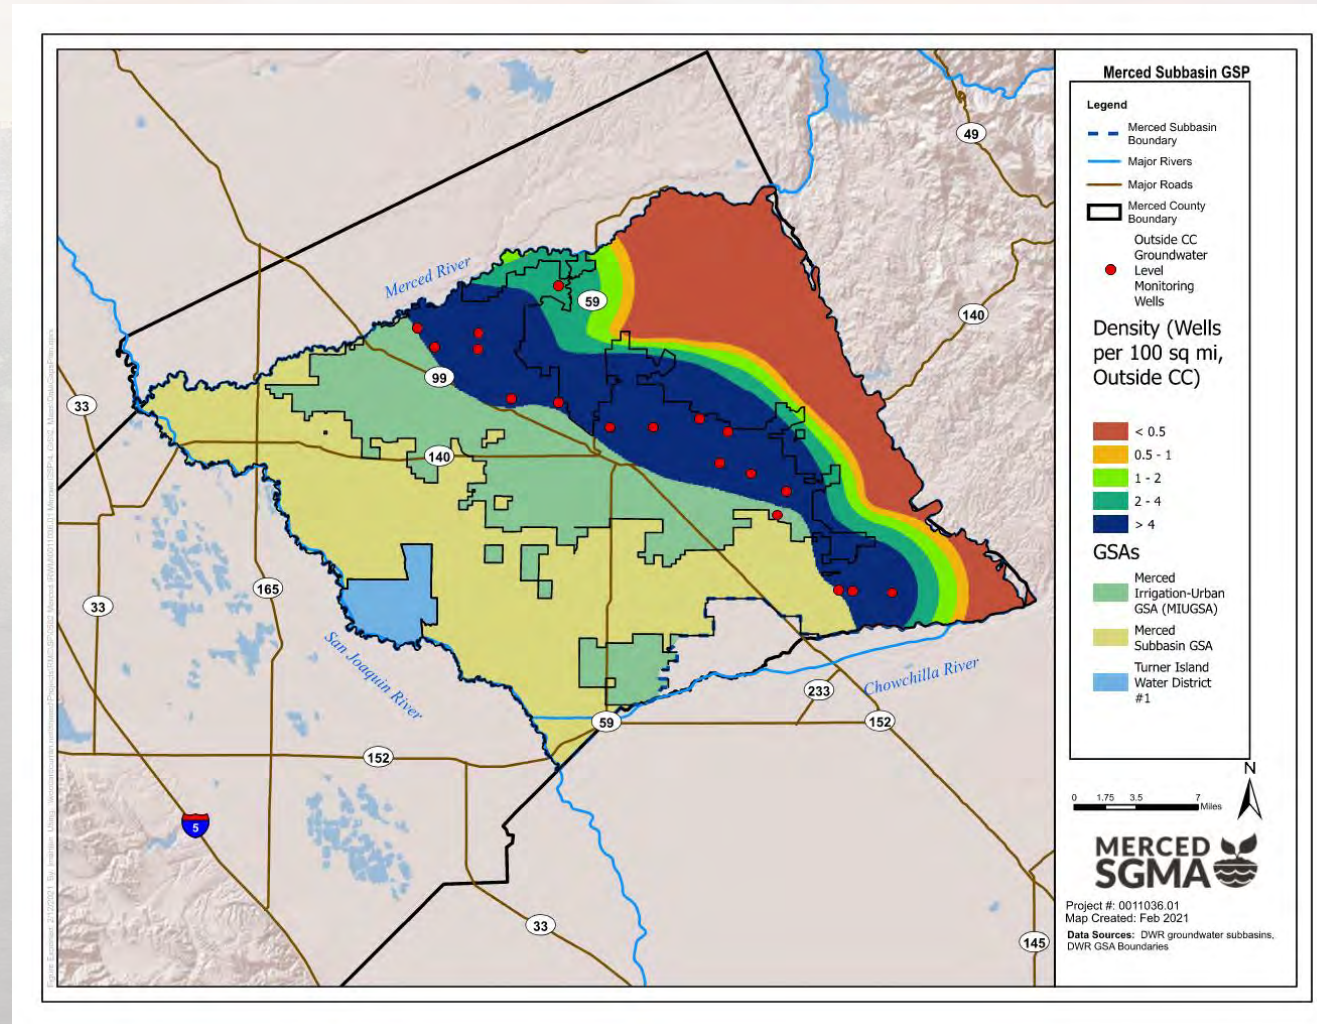 Merced Subbasin GSP
Legend
Merced Subbasin
Boundary
Major Rivers
Major Roads
Merced County
Boundary
Outside CC
Groundwater
Level
Monitoring
Wells
Density (Wells
per 100 sq mi,
Outside CC)
< 0.5
0.5 - 1
1 - 2
2 - 4
> 4
GSAs
Merced
Irrigation-Urban
GSA (MIUGSA)
Merced
Subbasin GSA
Turner Island
Water District
#1
N
0 1.75 3.5 7
Miles
MERCED
SGMA
Project #: 0011036.01
Map Created: Feb 2021
Data Sources: DWR groundwater subbasins,
DWR GSA Boundaries
49
Merced River
59
140
99
33
140
165
33
San Joaquin River
Chowchilla River
233
59
152
152
5
33
145